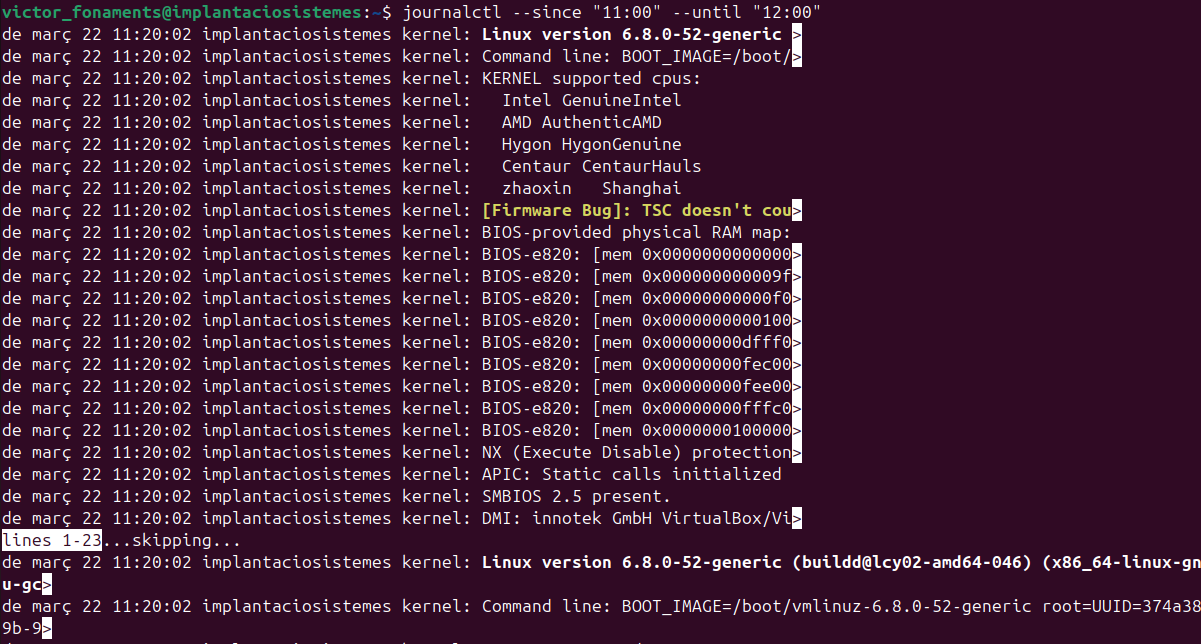 victor_fonaments@implantaciosistemes:~$ journalctl --since "11:00" --until "12:00"
de març 22 11:20:02 implantaciosistemes kernel: Linux version 6.8.0-52-generic >
de març 22 11:20:02 implantaciosistemes kernel: Command line: BOOT_IMAGE=/boot/>
de març 22 11:20:02 implantaciosistemes kernel: KERNEL supported cpus:
de març 22 11:20:02 implantaciosistemes kernel:   Intel GenuineIntel
de març 22 11:20:02 implantaciosistemes kernel:   AMD AuthenticAMD
de març 22 11:20:02 implantaciosistemes kernel:   Hygon HygonGenuine
de març 22 11:20:02 implantaciosistemes kernel:   Centaur CentaurHauls
de març 22 11:20:02 implantaciosistemes kernel:   zhaoxin   Shanghai
de març 22 11:20:02 implantaciosistemes kernel: [Firmware Bug]: TSC doesn't cou>
de març 22 11:20:02 implantaciosistemes kernel: BIOS-provided physical RAM map:
de març 22 11:20:02 implantaciosistemes kernel: BIOS-e820: [mem 0x0000000000000>
de març 22 11:20:02 implantaciosistemes kernel: BIOS-e820: [mem 0x000000000009f>
de març 22 11:20:02 implantaciosistemes kernel: BIOS-e820: [mem 0x00000000000f0>
de març 22 11:20:02 implantaciosistemes kernel: BIOS-e820: [mem 0x0000000000100>
de març 22 11:20:02 implantaciosistemes kernel: BIOS-e820: [mem 0x00000000dfff0>
de març 22 11:20:02 implantaciosistemes kernel: BIOS-e820: [mem 0x00000000fec00>
de març 22 11:20:02 implantaciosistemes kernel: BIOS-e820: [mem 0x00000000fee00>
de març 22 11:20:02 implantaciosistemes kernel: BIOS-e820: [mem 0x00000000fffc0>
de març 22 11:20:02 implantaciosistemes kernel: BIOS-e820: [mem 0x0000000100000>
de març 22 11:20:02 implantaciosistemes kernel: NX (Execute Disable) protection>
de març 22 11:20:02 implantaciosistemes kernel: APIC: Static calls initialized
de març 22 11:20:02 implantaciosistemes kernel: SMBIOS 2.5 present.
de març 22 11:20:02 implantaciosistemes kernel: DMI: innotek GmbH VirtualBox/Vi>
lines 1-23...skipping...
de març 22 11:20:02 implantaciosistemes kernel: Linux version 6.8.0-52-generic (buildd@lcy02-amd64-046) (x86_64-linux-gn
u-gc>
de març 22 11:20:02 implantaciosistemes kernel: Command line: BOOT_IMAGE=/boot/vmlinuz-6.8.0-52-generic root=UUID=374a38
9b-9>